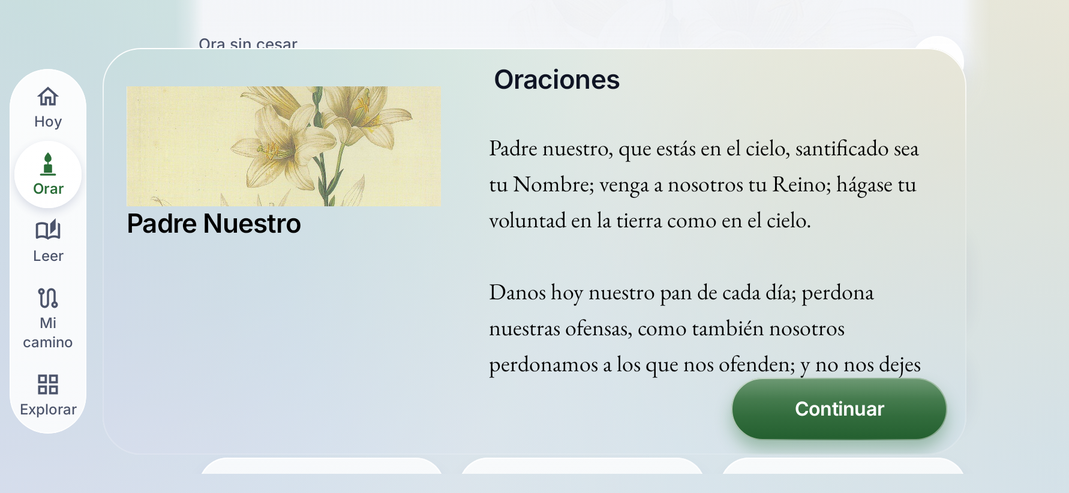 Ora sin cesar
Hoy
Orar
Leer
Mi
camino
Explorar
Padre Nuestro
Oraciones
Padre nuestro, que estás en el cielo, santificado sea
tu Nombre; venga a nosotros tu Reino; hágase tu
voluntad en la tierra como en el cielo.
Danos hoy nuestro pan de cada día; perdona
nuestras ofensas, como también nosotros
perdonamos a los que nos ofenden; y no nos dejes
Continuar